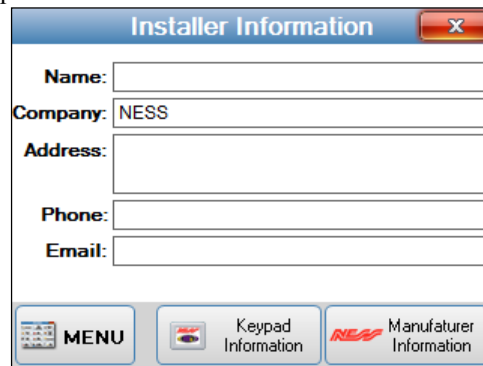 Installer Information
x
Name:
Company: NESS
Address:
Phone:
Email:
MENU
Keypad
Information
NESS
Manufaturer
Information